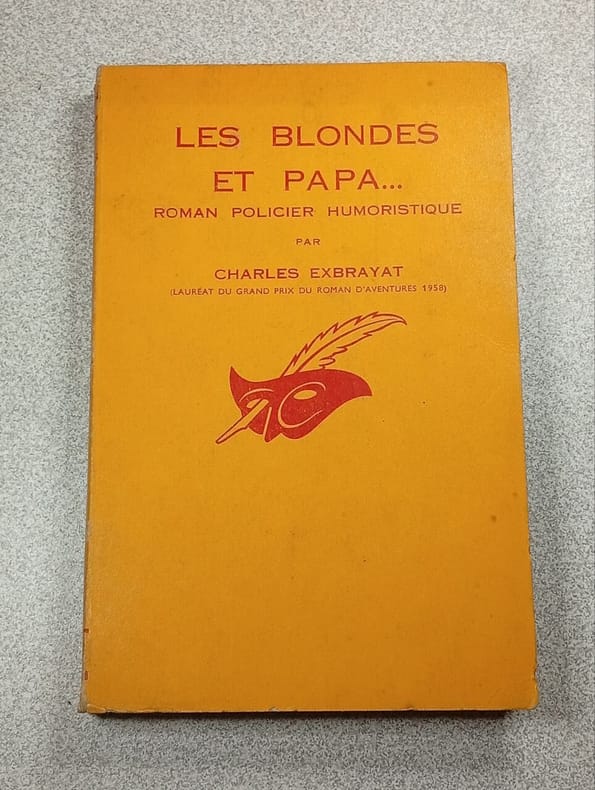 LES BLONDES
ET PAPA...
ROMAN POLICIER HUMORISTIQUE
PAR
CHARLES EXBRAYAT
(LAURÉAT DU GRAND PRIX DU ROMAN D'AVENTURES 1958)